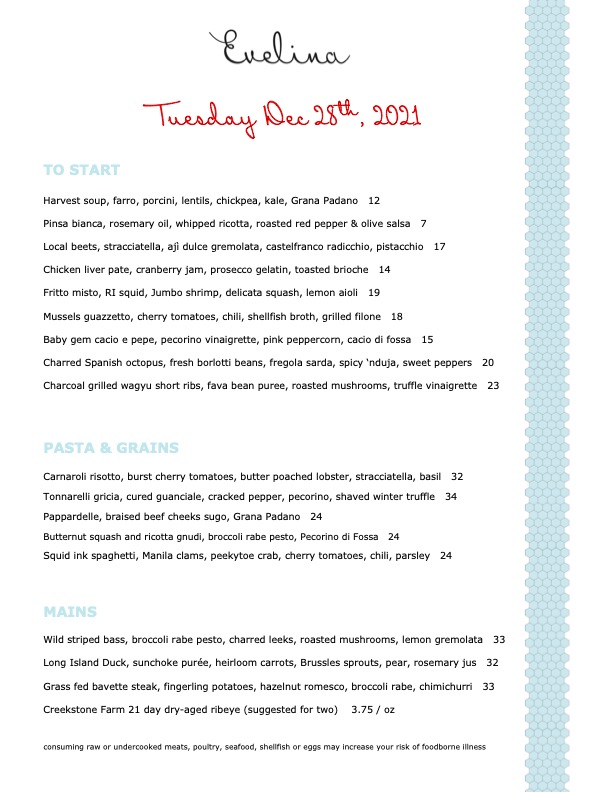 Evelina
Tuesday Dec 28th, 2021
TO START
Harvest soup, farro, porcini, lentils, chickpea, kale, Grana Padano 12
Pinsa bianca, rosemary oil, whipped ricotta, roasted red pepper & olive salsa 7
Local beets, stracciatella, ajì dulce gremolata, castelfranco radicchio, pistacchio 17
Chicken liver pate, cranberry jam, prosecco gelatin, toasted brioche 14
Fritto misto, RI squid, Jumbo shrimp, delicata squash, lemon aioli 19
Mussels guazzetto, cherry tomatoes, chili, shellfish broth, grilled filone 18
Baby gem cacio e pepe, pecorino vinaigrette, pink peppercorn, cacio di fossa 15
Charred Spanish octopus, fresh borlotti beans, fregola sarda, spicy ‘nduja, sweet peppers 20
Charcoal grilled wagyu short ribs, fava bean puree, roasted mushrooms, truffle vinaigrette 23
PASTA & GRAINS
Carnaroli risotto, burst cherry tomatoes, butter poached lobster, stracciatella, basil 32
Tonnarelli gricia, cured guanciale, cracked pepper, pecorino, shaved winter truffle 34
Pappardelle, braised beef cheeks sugo, Grana Padano 24
Butternut squash and ricotta gnudi, broccoli rabe pesto, Pecorino di Fossa 24
Squid ink spaghetti, Manila clams, peekytoe crab, cherry tomatoes, chili, parsley 24
MAINS
Wild striped bass, broccoli rabe pesto, charred leeks, roasted mushrooms, lemon gremolata 33
Long Island Duck, sunchoke purée, heirloom carrots, Brussles sprouts, pear, rosemary jus 32
Grass fed bavette steak, fingerling potatoes, hazelnut romesco, broccoli rabe, chimichurri 33
Creekstone Farm 21 day dry-aged ribeye (suggested for two) 3.75 / oz
consuming raw or undercooked meats, poultry, seafood, shellfish or eggs may increase your risk of foodborne illness